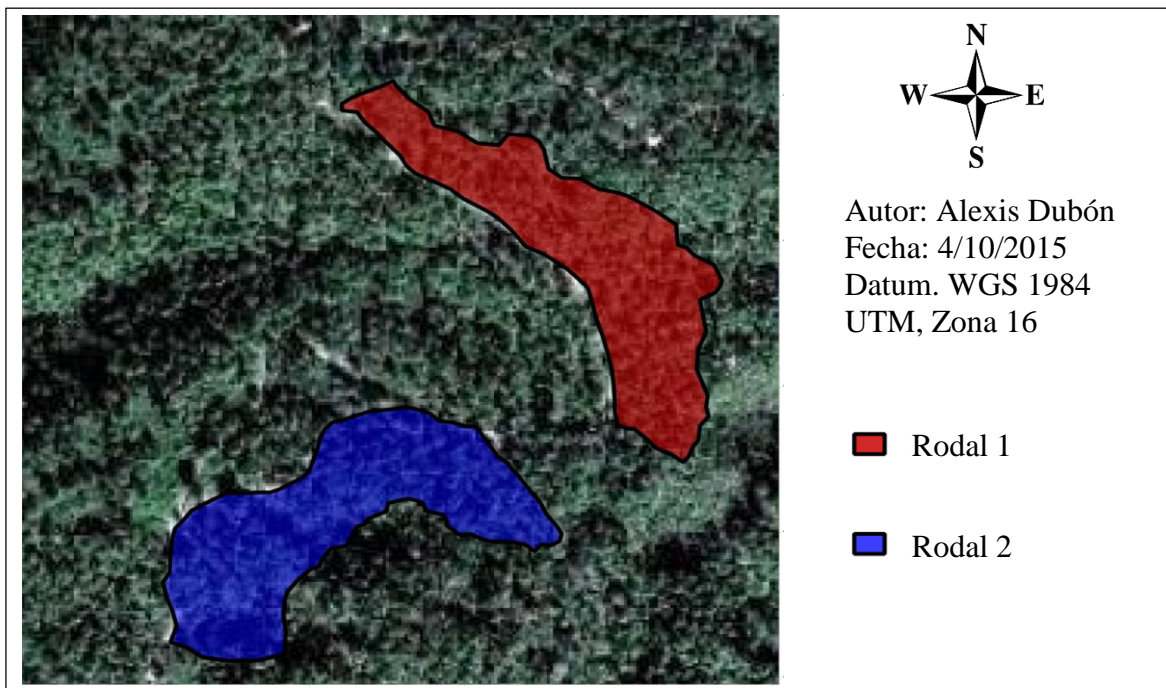 N
W E
S
Autor: Alexis Dubón
Fecha: 4/10/2015
Datum. WGS 1984
UTM, Zona 16
Rodal 1
Rodal 2